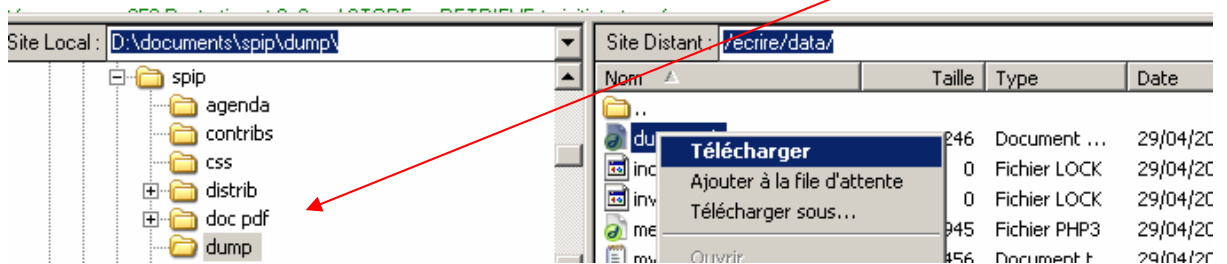 Site Local : D:\documents\spip\dump\
spip
agenda
contribs
css
distrib
doc pdf
dump
Site Distant : /ecrire/data/
Nom Taille Type Date
..
246 Document ... 29/04/20
0 Fichier LOCK 29/04/20
0 Fichier LOCK 29/04/20
945 Fichier PHP3 29/04/20
456 Document t 29/04/20
Télécharger
Ajouter à la file d'attente
Télécharger sous...
Ouvrir